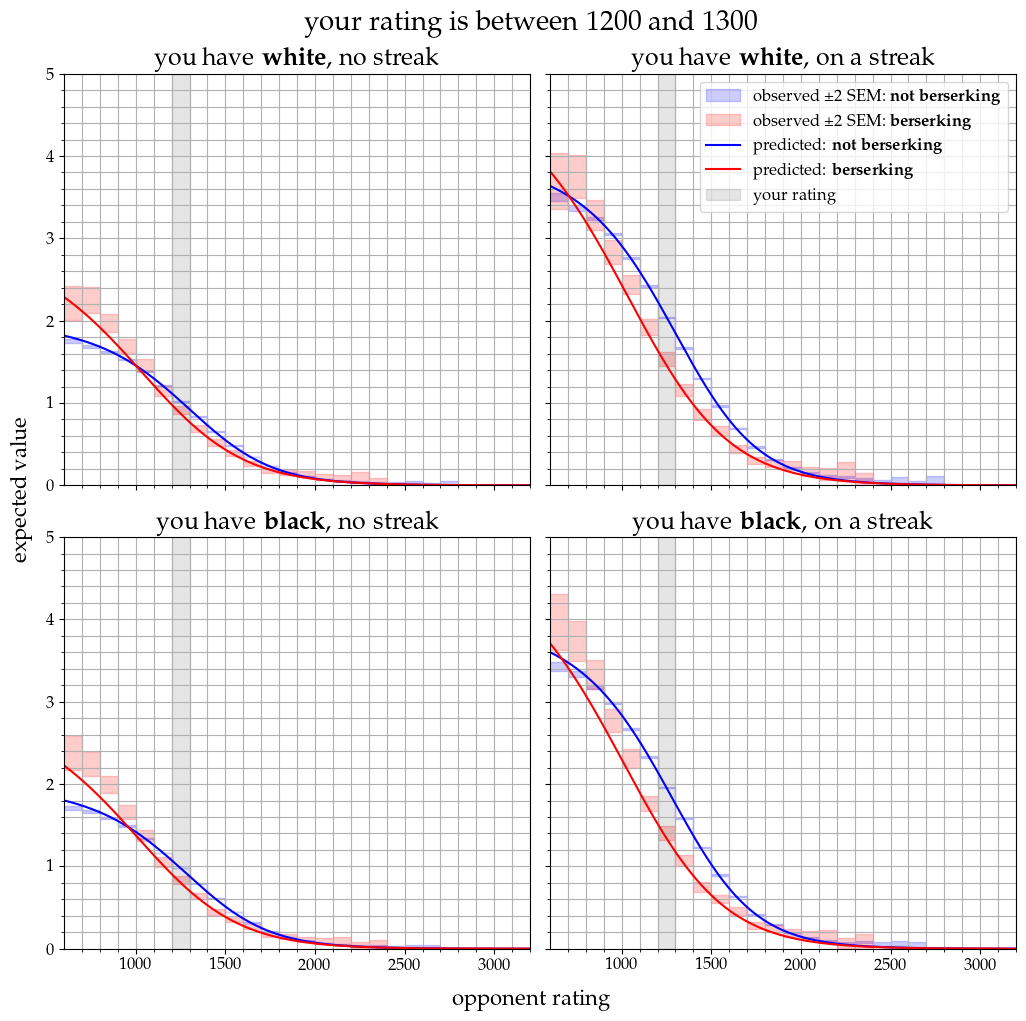 your rating is between 1200 and 1300
you have white, no streak
you have white, on a streak
5
4
3
2
1
0
observed ±2 SEM: not berserking
observed ±2 SEM: berserking
predicted: not berserking
predicted: berserking
your rating
expected value
you have black, no streak
you have black, on a streak
5
4
3
2
1
0
1000 1500 2000 2500 3000
1000 1500 2000 2500 3000
opponent rating